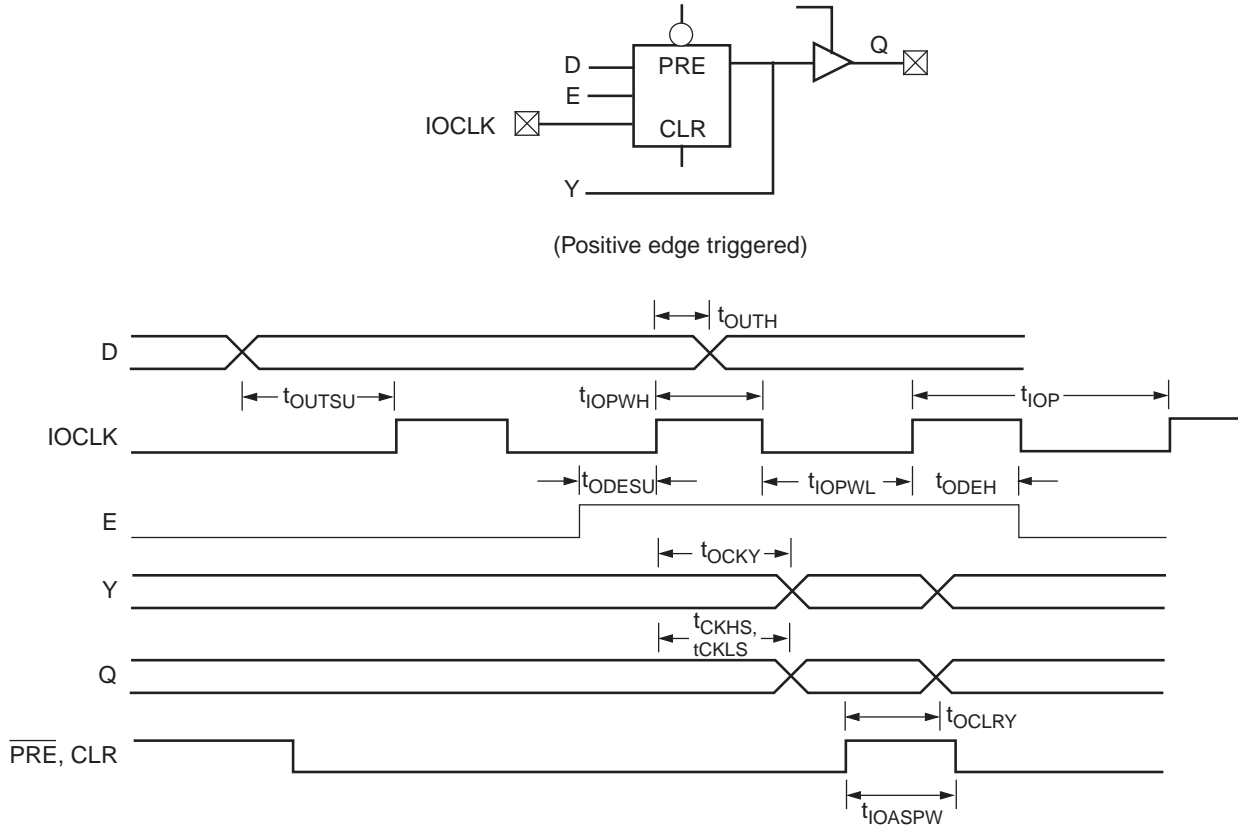 PRE
D
E
IOCLK
CLR
Q
Y
(Positive edge triggered)
tOUTH
D
tOUTSU
tIOPWH
tIOP
IOCLK
tODESU
tIOPWL
tODEH
E
tOCKY
Y
tCKHS,
tCKLS
Q
tOCLRY
PRE, CLR
tIOASPW